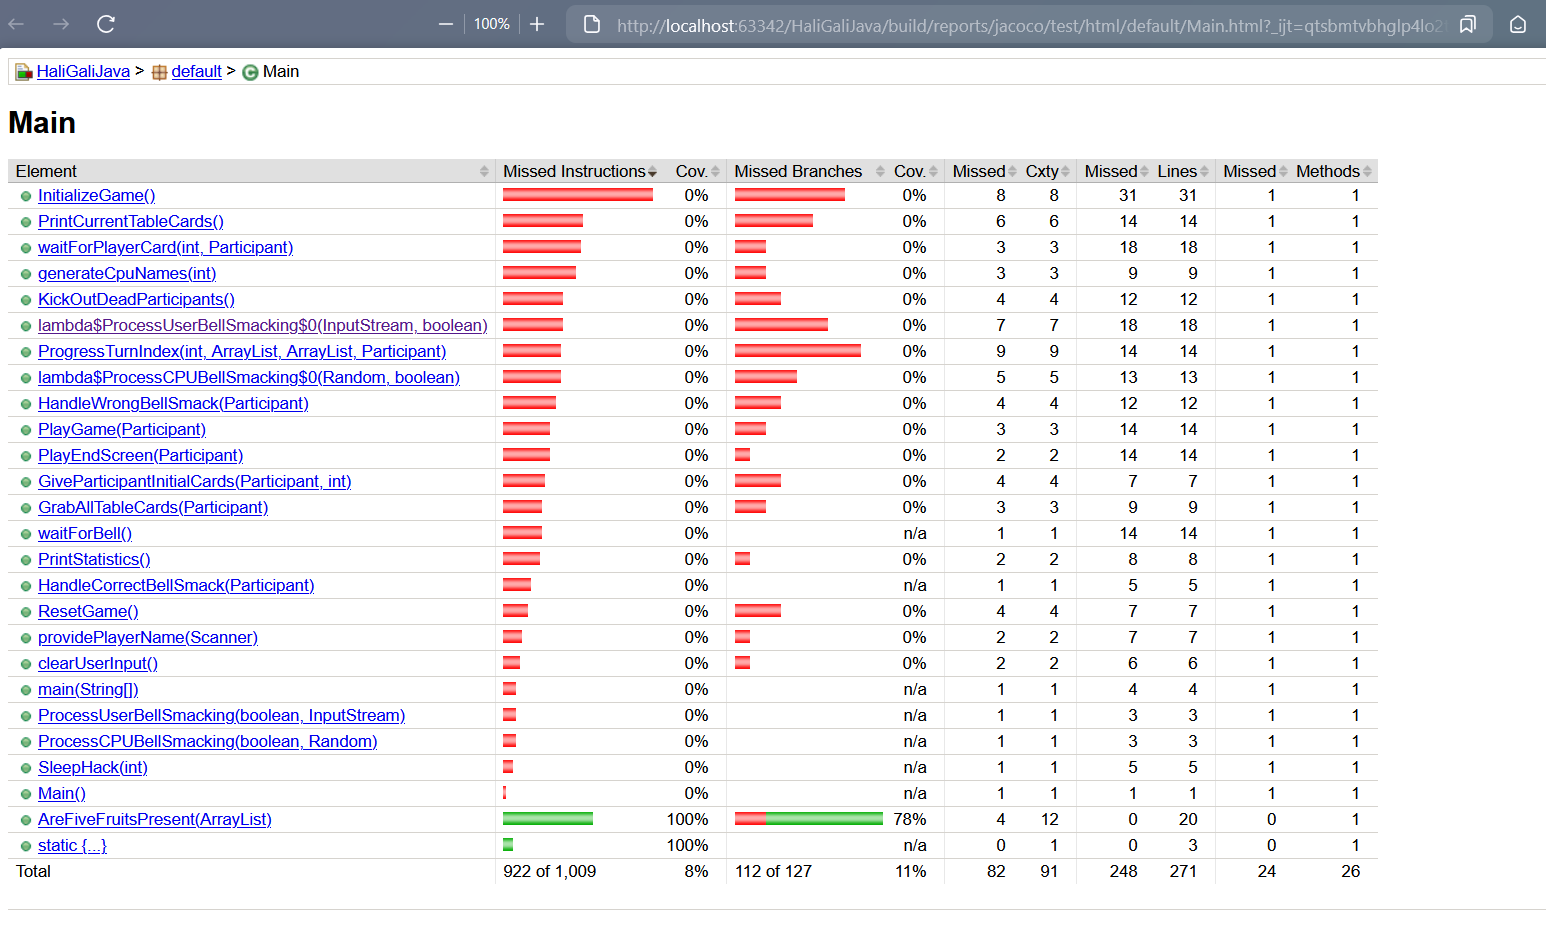 100%
http://localhost:63342/HaliGaliJava/build/reports/jacoco/test/html/default/Main.html?_ijt=qtsbmtvbhglp4lo2
HaliGaliJava > default > Main
Main
Element Missed Instructions Cov. Missed Branches Cov. Missed Cxty Missed Lines Missed Methods
InitializeGame() 0% 0% 8 8 31 31 1 1
PrintCurrentTableCards() 0% 0% 6 6 14 14 1 1
waitForPlayerCard(int, Participant) 0% 0% 3 3 18 18 1 1
generateCpuNames(int) 0% 0% 3 3 9 9 1 1
KickOutDeadParticipants() 0% 0% 4 4 12 12 1 1
lambda$ProcessUserBellSmacking$0(InputStream, boolean) 0% 0% 7 7 18 18 1 1
ProgressTurnIndex(int, ArrayList, ArrayList, Participant) 0% 0% 9 9 14 14 1 1
lambda$ProcessCPUBellSmacking$0(Random, boolean) 0% 0% 5 5 13 13 1 1
HandleWrongBellSmack(Participant) 0% 0% 4 4 12 12 1 1
PlayGame(Participant) 0% 0% 3 3 14 14 1 1
PlayEndScreen(Participant) 0% 0% 2 2 14 14 1 1
GiveParticipantInitialCards(Participant, int) 0% 0% 4 4 7 7 1 1
GrabAllTableCards(Participant) 0% 0% 3 3 9 9 1 1
waitForBell() 0% n/a 1 1 14 14 1 1
PrintStatistics() 0% 0% 2 2 8 8 1 1
HandleCorrectBellSmack(Participant) 0% n/a 1 1 5 5 1 1
ResetGame() 0% 0% 4 4 7 7 1 1
providePlayerName(Scanner) 0% 0% 2 2 7 7 1 1
clearUserInput() 0% 0% 2 2 6 6 1 1
main(String[]) 0% n/a 1 1 4 4 1 1
ProcessUserBellSmacking(boolean, InputStream) 0% n/a 1 1 3 3 1 1
ProcessCPUBellSmacking(boolean, Random) 0% n/a 1 1 3 3 1 1
SleepHack(int) 0% n/a 1 1 5 5 1 1
Main() 0% n/a 1 1 1 1 1 1
AreFiveFruitsPresent(ArrayList) 100% 78% 4 12 0 20 0 1
static {...} 100% n/a 0 1 0 3 0 1
Total 922 of 1,009 8% 112 of 127 11% 82 91 248 271 24 26